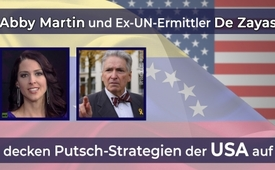 Abby Martin und Ex-UN-Ermittler De Zayas
decken Putsch-Strategien der USA auf